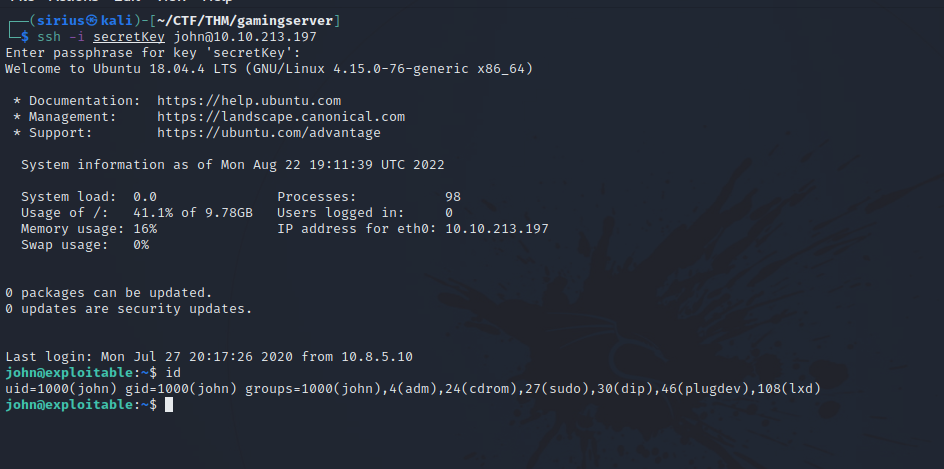 ┌──(sirius㉿kali)-[~/CTF/THM/gamingserver]
└─$ ssh -i secretKey john@10.10.213.197
Enter passphrase for key 'secretKey':
Welcome to Ubuntu 18.04.4 LTS (GNU/Linux 4.15.0-76-generic x86_64)

 * Documentation:  https://help.ubuntu.com
 * Management:     https://landscape.canonical.com
 * Support:        https://ubuntu.com/advantage

  System information as of Mon Aug 22 19:11:39 UTC 2022

  System load:  0.0               Processes:           98
  Usage of /:   41.1% of 9.78GB   Users logged in:     0
  Memory usage: 16%               IP address for eth0: 10.10.213.197
  Swap usage:   0%

0 packages can be updated.
0 updates are security updates.

Last login: Mon Jul 27 20:17:26 2020 from 10.8.5.10
john@exploitable:~$ id
uid=1000(john) gid=1000(john) groups=1000(john),4(adm),24(cdrom),27(sudo),30(dip),46(plugdev),108(lxd)
john@exploitable:~$